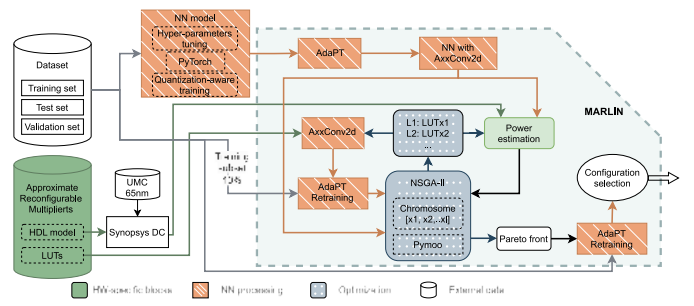 Dataset
Training set
Test set
Validation set
NN model
Hyper-parameters
tuning
PyTorch
Quantization-aware
training
AdaPT
NN with
AxxConv2d
MARLIN
AxxConv2d
L1: LUTx1
L2: LUTx2
...
Power
estimation
Training
AdaPT
Retraining
NSGA-II
Chromosome
[x1, x2,..xl]
Pymoo
Configuration
selection
Pareto front
AdaPT
Retraining
Approximate
Reconfigurable
Multiplierts
HDL model
LUTs
UMC
65nm
Synopsys DC
HW-specific blocks
NN processing
Optimization
External data